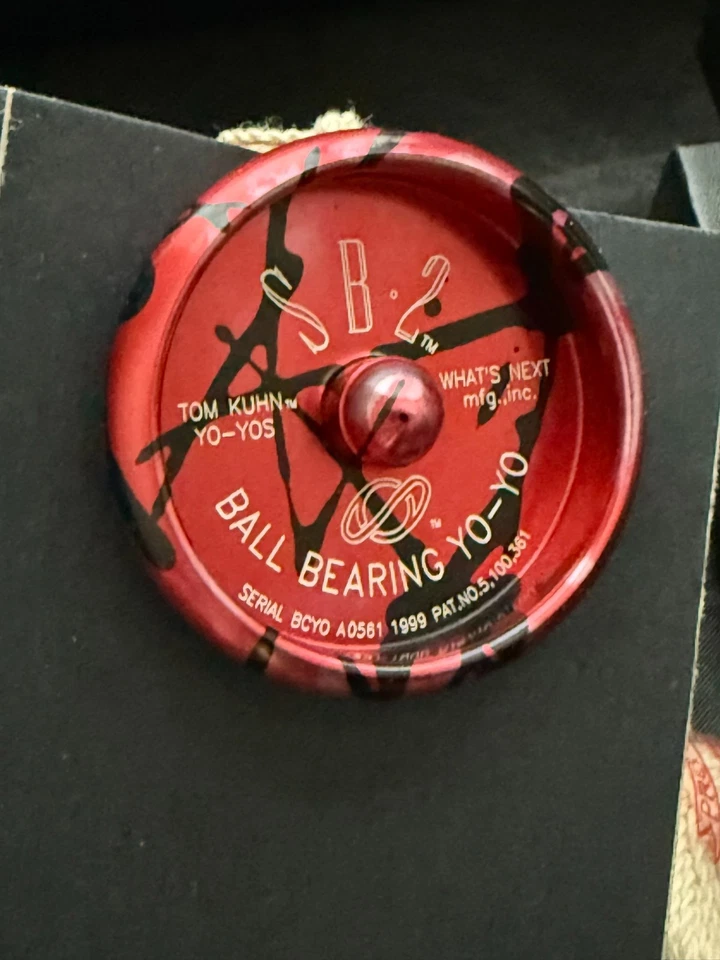 SB·2™
TOM KUHN™
YO-YOS
WHAT'S NEXT
mfg.,inc.
™
BALL BEARING YO-YO
SERIAL BCYO A0561 1999 PAT.NO.5,100,361